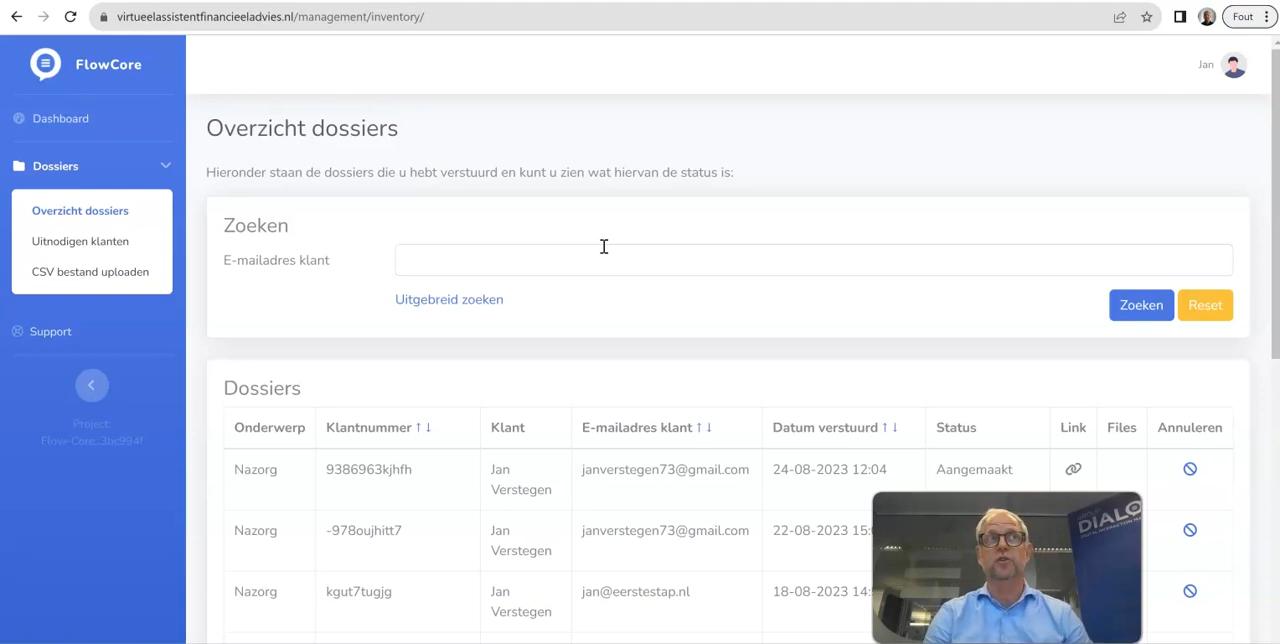 virtueelassistentfinancieeladvies.nl/management/inventory/
Fout
FlowCore
Jan
Dashboard
Dossiers
Overzicht dossiers
Uitnodigen klanten
CSV bestand uploaden
Support
Project:
Flow-Core:.3bc994f
Overzicht dossiers
Hieronder staan de dossiers die u hebt verstuurd en kunt u zien wat hiervan de status is:
Zoeken
E-mailadres klant
Uitgebreid zoeken
Zoeken Reset
Dossiers
Onderwerp Klantnummer ↑↓ Klant E-mailadres klant ↑↓ Datum verstuurd ↑↓ Status Link Files Annuleren
Nazorg 9386963kjhfh Jan Verstegen janverstegen73@gmail.com 24-08-2023 12:04 Aangemaakt
Nazorg -978oujhitt7 Jan Verstegen janverstegen73@gmail.com 22-08-2023 15:
Nazorg kgut7tugjg Jan Verstegen jan@eerstestap.nl 18-08-2023 14:
GROUP
DIALO